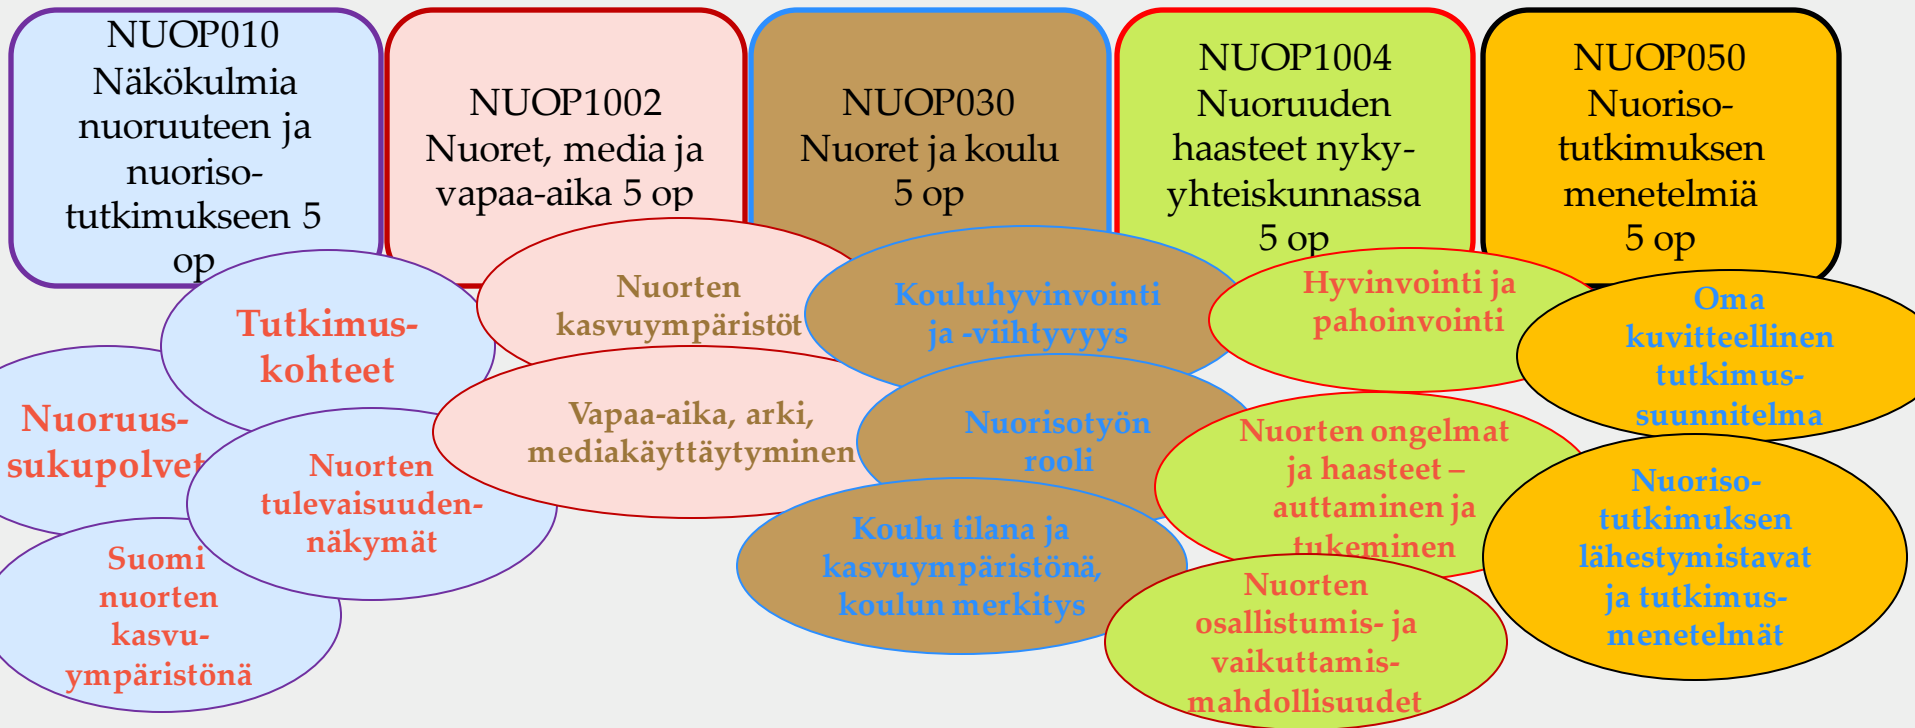 NUOP010
Näkökulmia
nuoruuteen ja
nuoriso-
tutkimukseen 5
op
NUOP1002
Nuoret, media ja
vapaa-aika 5 op
NUOP030
Nuoret ja koulu
5 op
NUOP1004
Nuoruuden
haasteet nyky-
yhteiskunnassa
5 op
NUOP050
Nuoriso-
tutkimuksen
menetelmiä
5 op
Tutkimus-
kohteet
Nuoruus-
sukupolvet
Nuorten
tulevaisuuden-
näkymät
Suomi
nuorten
kasvu-
ympäristönä
Nuorten
kasvuympäristöt
Vapaa-aika, arki,
mediakäyttäytyminen
Kouluhyvinvointi
ja -viihtyvyys
Nuorisotyön
rooli
Koulu tilana ja
kasvuympäristönä,
koulun merkitys
Hyvinvointi ja
pahoinvointi
Nuorten ongelmat
ja haasteet –
auttaminen ja
tukeminen
Nuorten
osallistumis- ja
vaikuttamis-
mahdollisuudet
Oma
kuvitteellinen
tutkimus-
suunnitelma
Nuoriso-
tutkimuksen
lähestymistavat
ja tutkimus-
menetelmät